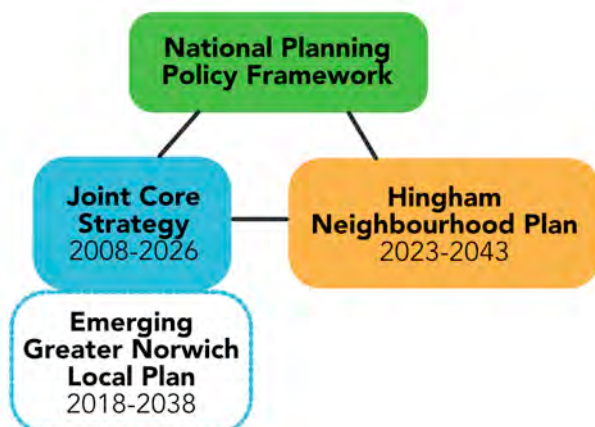 National Planning
Policy Framework
Joint Core
Strategy
2008-2026
Hingham
Neighbourhood Plan
2023-2043
Emerging
Greater Norwich
Local Plan
2018-2038